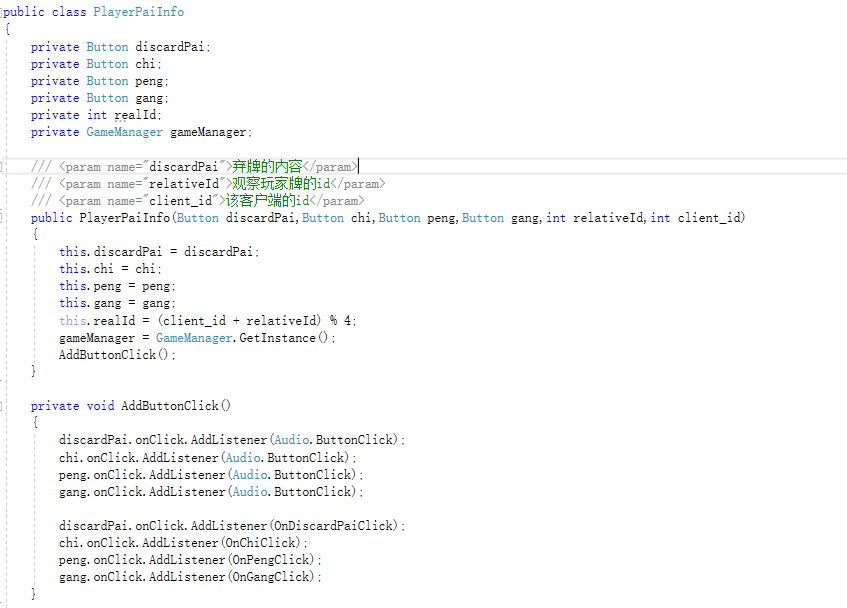 public class PlayerPaiInfo
{
    private Button discardPai;
    private Button chi;
    private Button peng;
    private Button gang;
    private int realId;
    private GameManager gameManager;

    /// <param name="discardPai">弃牌的内容</param>
    /// <param name="relativeId">观察玩家牌的id</param>
    /// <param name="client_id">该客户端的id</param>
    public PlayerPaiInfo(Button discardPai,Button chi,Button peng,Button gang,int relativeId,int client_id)
    {
        this.discardPai = discardPai;
        this.chi = chi;
        this.peng = peng;
        this.gang = gang;
        this.realId = (client_id + relativeId) % 4;
        gameManager = GameManager.GetInstance();
        AddButtonClick();
    }

    private void AddButtonClick()
    {
        discardPai.onClick.AddListener(Audio.ButtonClick);
        chi.onClick.AddListener(Audio.ButtonClick);
        peng.onClick.AddListener(Audio.ButtonClick);
        gang.onClick.AddListener(Audio.ButtonClick);

        discardPai.onClick.AddListener(OnDiscardPaiClick);
        chi.onClick.AddListener(OnChiClick);
        peng.onClick.AddListener(OnPengClick);
        gang.onClick.AddListener(OnGangClick);
    }